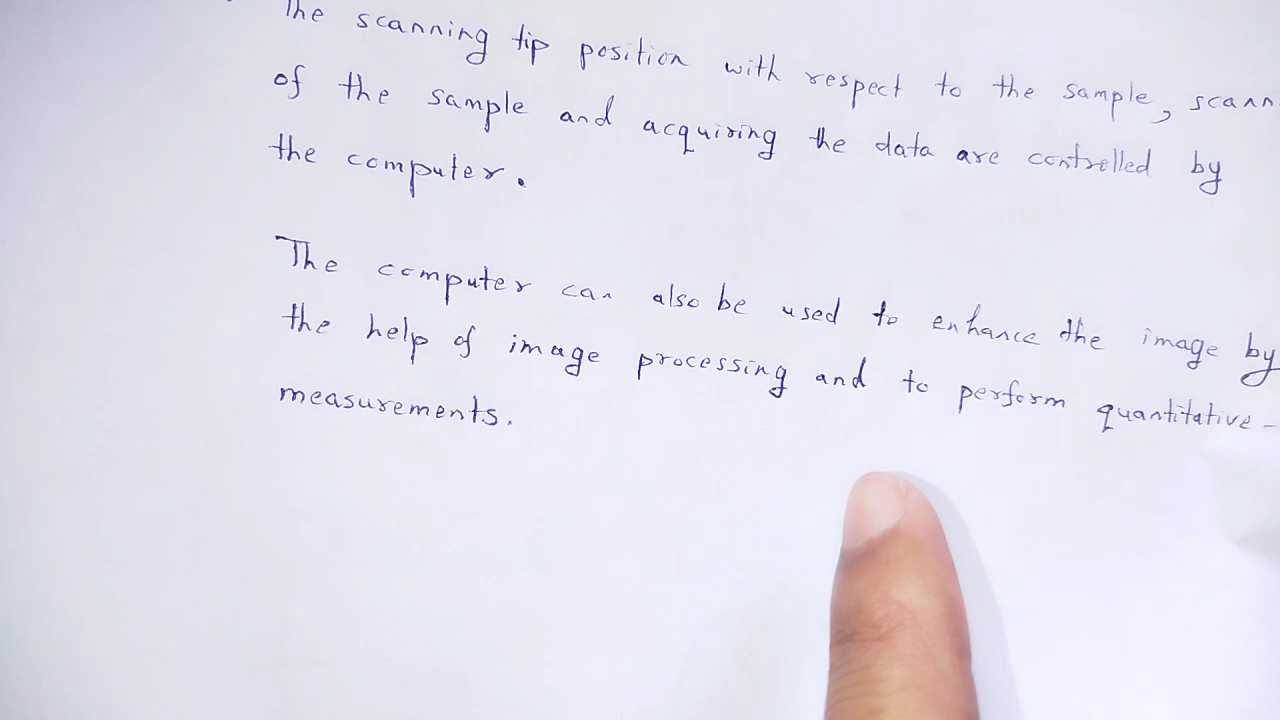 The scanning tip position with respect to the sample, scann
of the sample and acquiring the data are controlled by
the computer.
The computer can also be used to enhance the image by
the help of image processing and to perform quantitative -
measurements.